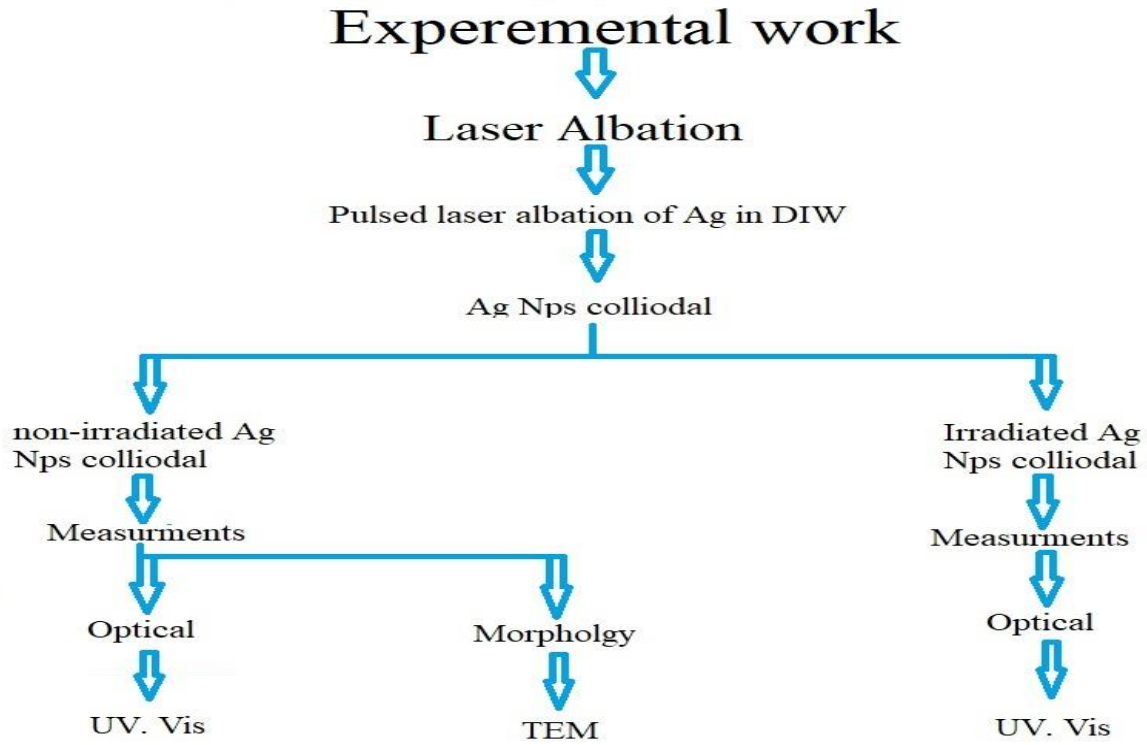 Experemental work
Laser Albation
Pulsed laser albation of Ag in DIW
Ag Nps colliodal
non-irradiated Ag
Nps colliodal
Irradiated Ag
Nps colliodal
Measurments
Measurments
Optical
Morpholgy
Optical
UV. Vis
TEM
UV. Vis